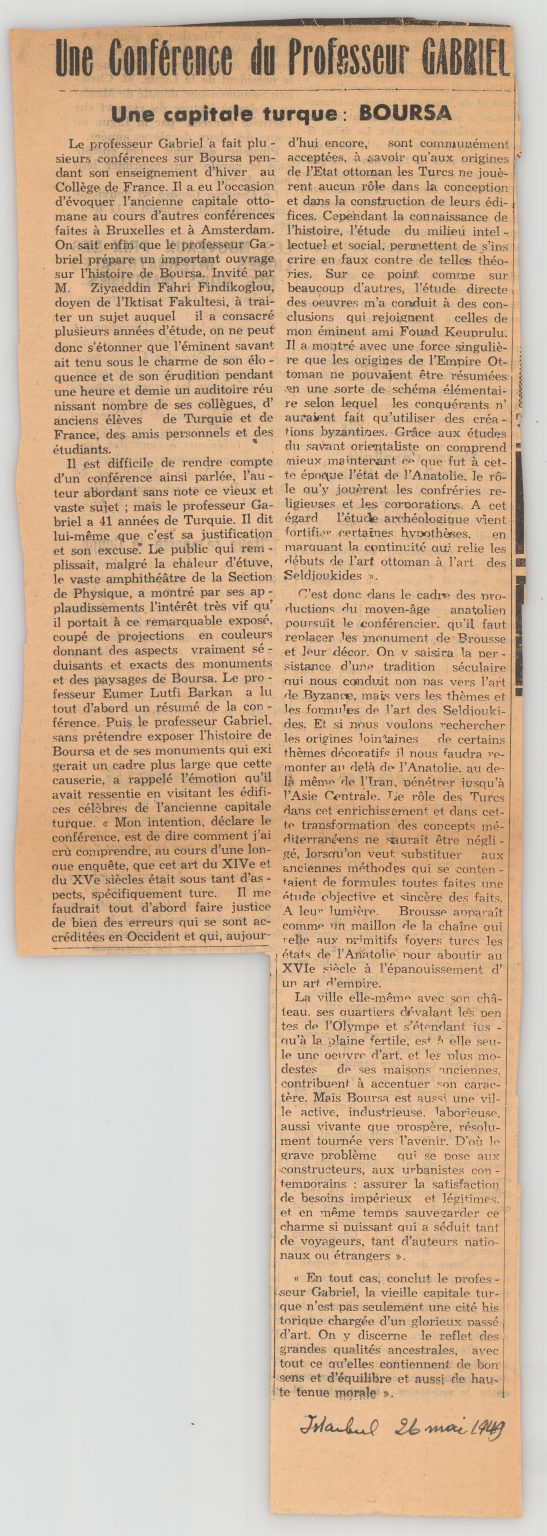 Une Conférence du Professeur GABRIEL
Une capitale turque: BOURSA
Le professeur Gabriel a fait plu-
sieurs conférences sur Boursa pen-
dant son enseignement d'hiver au
Collège de France. Il a eu l'occasion
d'évoquer l'ancienne capitale otto-
mane au cours d'autres conférences
faites à Bruxelles et à Amsterdam.
On sait enfin que le professeur Ga-
briel prépare un important ouvrage
sur l'histoire de Boursa. Invité par
M. Ziyaeddin Fahri Findikoglou,
doyen de l'Iktisat Fakultesi, à trai-
ter un sujet auquel il a consacré
plusieurs années d'étude, on ne peut
donc s'étonner que l'éminent savant
ait tenu sous le charme de son élo-
quence et de son érudition pendant
une heure et demie un auditoire réu
nissant nombre de ses collègues, d'
anciens élèves de Turquie et de
France, des amis personnels et des
étudiants.
Il est difficile de rendre compte
d'un conférence ainsi parlée, l'au-
teur abordant sans note ce vieux et
vaste sujet ; mais le professeur Ga-
briel a 41 années de Turquie. Il dit
lui-même que c'est sa justification
et son excuse. Le public qui rem-
plissait, malgré la chaleur d'étuve,
le vaste amphithéâtre de la Section
de Physique, a montré par ses ap-
plaudissements l'intérêt très vif qu'
il portait à ce remarquable exposé,
coupé de projections en couleurs
donnant des aspects vraiment sé-
duisants et exacts des monuments
et des paysages de Boursa. Le pro-
fesseur Eumer Lutfi Barkan a lu
tout d'abord un résumé de la con-
férence. Puis le professeur Gabriel,
sans prétendre exposer l'histoire de
Boursa et de ses monuments qui exi
gerait un cadre plus large que cette
causerie, a rappelé l'émotion qu'il
avait ressentie en visitant les édifi-
ces célèbres de l'ancienne capitale
turque. « Mon intention, déclare le
conférence, est de dire comment j'ai
crû comprendre, au cours d'une lon-
gue enquête, que cet art du XIVe et
du XVe siècles était sous tant d'as-
pects, spécifiquement turc. Il me
faudrait tout d'abord faire justice
de bien des erreurs qui se sont ac-
créditées en Occident et qui, aujour-
d'hui encore, sont communément
acceptées, à savoir qu'aux origines
de l'Etat ottoman les Turcs ne jouè-
rent aucun rôle dans la conception
et dans la construction de leurs édi-
fices. Cependant la connaissance de
l'histoire, l'étude du milieu intel-
lectuel et social, permettent de s'ins
crire en faux contre de telles théo-
ries. Sur ce point comme sur
beaucoup d'autres, l'étude directe
des oeuvres m'a conduit à des con-
clusions qui rejoignent celles de
mon éminent ami Fouad Keuprulu.
Il a montré avec une force singuliè-
re que les origines de l'Empire Ot-
toman ne pouvaient être résumées
en une sorte de schéma élémentai-
re selon lequel les conquérants n'
auraient fait qu'utiliser des créa-
tions byzantines. Grâce aux études
du savant orientaliste on comprend
mieux maintenant ce que fut à cet-
te époque l'état de l'Anatolie, le rô-
le qu'y jouèrent les confréries re-
ligieuses et les corporations. A cet
égard l'étude archéologique vient
fortifier certaines hypothèses, en
marquant la continuité qui relie les
débuts de l'art ottoman à l'art des
Seldjoukides ».
C'est donc dans le cadre des pro-
ductions du moyen-âge anatolien
poursuit le conférencier, qu'il faut
replacer les monument de Brousse
et leur décor. On y saisira la per-
sistance d'une tradition séculaire
qui nous conduit non pas vers l'art
de Byzance, mais vers les thèmes et
les formules de l'art des Seldjouki-
des. Et si nous voulons rechercher
les origines lointaines de certains
thèmes décoratifs il nous faudra re-
monter au delà de l'Anatolie, au de-
là même de l'Iran, pénétrer jusqu'à
l'Asie Centrale. Le rôle des Turcs
dans cet enrichissement et dans cet-
te transformation des concepts mé-
diterranéens ne saurait être négli-
gé, lorsqu'on veut substituer aux
anciennes méthodes qui se conten-
taient de formules toutes faites une
étude objective et sincère des faits.
A leur lumière. Brousse apparaît
comme un maillon de la chaîne qui
relie aux primitifs foyers turcs les
états de l'Anatolie pour aboutir au
XVIe siècle à l'épanouissement d'
un art d'empire.
La ville elle-même avec son châ-
teau, ses quartiers dévalant les pen
tes de l'Olympe et s'étendant jus-
qu'à la plaine fertile, est à elle seu-
le une oeuvre d'art, et les plus mo-
destes de ses maisons anciennes,
contribuent à accentuer son carac-
tère. Mais Boursa est aussi une vil-
le active, industrieuse, laborieuse,
aussi vivante que prospère, résolu-
ment tournée vers l'avenir. D'où le
grave problème qui se pose aux
constructeurs, aux urbanistes con-
temporains : assurer la satisfaction
de besoins impérieux et légitimes,
et en même temps sauvegarder ce
charme si puissant qui a séduit tant
de voyageurs, tant d'auteurs natio-
naux ou étrangers ».
« En tout cas, conclut le profes-
seur Gabriel, la vieille capitale tur-
que n'est pas seulement une cité his
torique chargée d'un glorieux passé
d'art. On y discerne le reflet des
grandes qualités ancestrales, avec
tout ce qu'elles contiennent de bon
sens et d'équilibre et aussi de hau-
te tenue morale ».
Istanbul 26 mai 1949